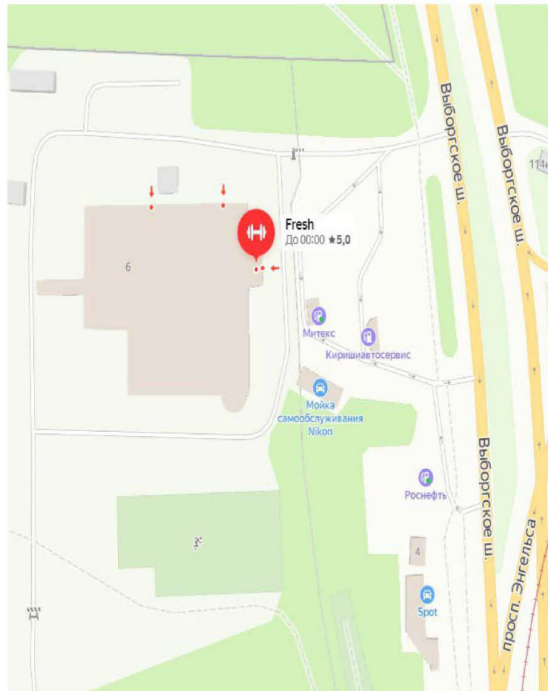 Выборгское ш.
Выборгское ш.
114к
Fresh
До 00:00 ★5,0
6
Митекс
Киришиавтосервис
Мойка
самообслуживания
Nikon
Выборгское ш.
Роснефть
просп. Энгельса
4
Spot